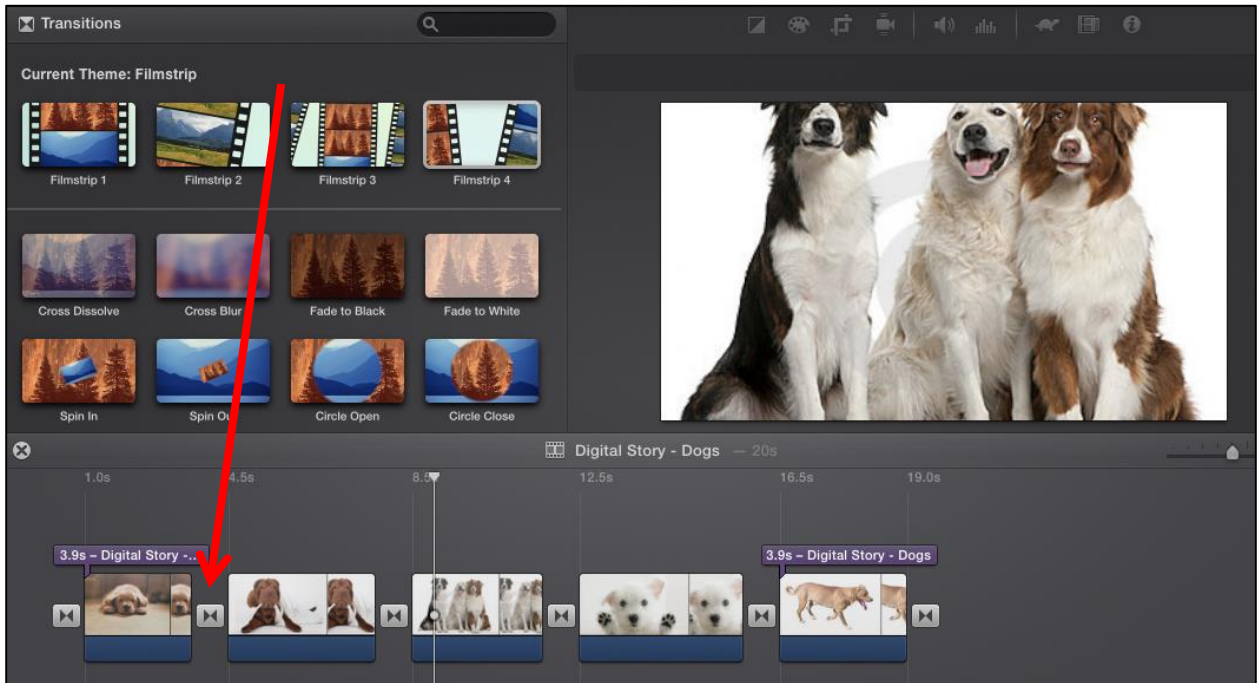 Transitions
Current Theme: Filmstrip
Filmstrip 1 Filmstrip 2 Filmstrip 3 Filmstrip 4
Cross Dissolve Cross Blur Fade to Black Fade to White
Spin In Spin Ou Circle Open Circle Close
Digital Story - Dogs — 20s
1.0s 4.5s 8.5 12.5s 16.5s 19.0s
3.9s – Digital Story -... 3.9s – Digital Story - Dogs